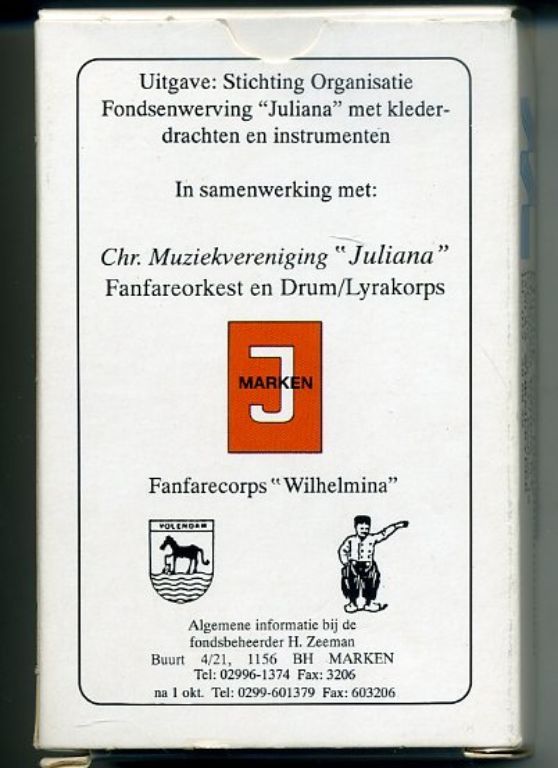 Uitgave: Stichting Organisatie
Fondsenwerving “Juliana” met kleder-
drachten en instrumenten
In samenwerking met:
Chr. Muziekvereniging “Juliana”
Fanfareorkest en Drum/Lyrakorps
J
MARKEN
Fanfarecorps “Wilhelmina”
VOLENDAM
Algemene informatie bij de
fondsbeheerder H. Zeeman
Buurt 4/21, 1156 BH MARKEN
Tel: 02996-1374 Fax: 3206
na 1 okt. Tel: 0299-601379 Fax: 603206